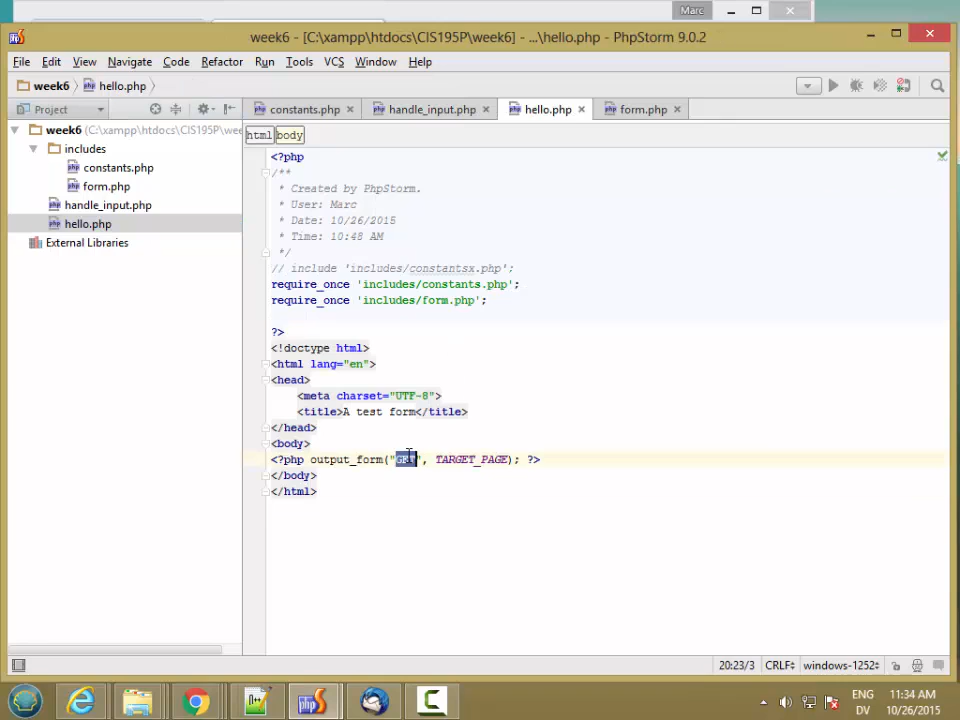 Marc
week6 - [C:\xampp\htdocs\CIS195P\week6] - ...\hello.php - PhpStorm 9.0.2
File Edit View Navigate Code Refactor Run Tools VCS Window Help
week6 hello.php
Project
constants.php handle_input.php hello.php form.php
week6 (C:\xampp\htdocs\CIS195P\wee
includes
constants.php
form.php
handle_input.php
hello.php
External Libraries
html body
<?php
/**
* Created by PhpStorm.
* User: Marc
* Date: 10/26/2015
* Time: 10:48 AM
*/
// include 'includes/constantsx.php';
require_once 'includes/constants.php';
require_once 'includes/form.php';
?>
<!doctype html>
<html lang="en">
<head>
<meta charset="UTF-8">
<title>A test form</title>
</head>
<body>
<?php output_form("GET", TARGET_PAGE); ?>
</body>
</html>
20:23/3 CRLF windows-1252
ENG 11:34 AM
DV 10/26/2015